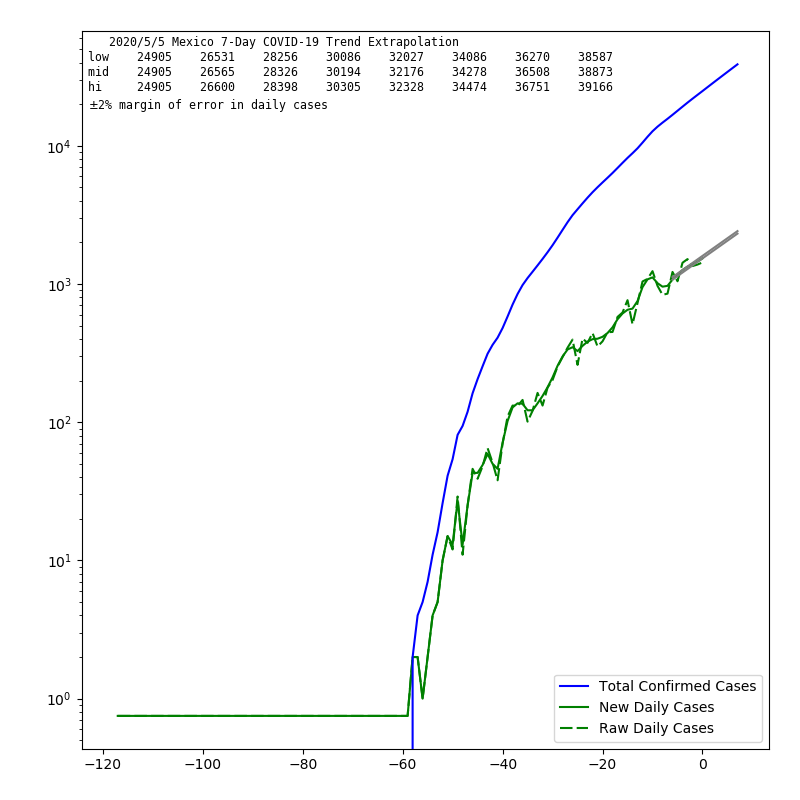 2020/5/5 Mexico 7-Day COVID-19 Trend Extrapolation
low 24905 26531 28256 30086 32027 34086 36270 38587
mid 24905 26565 28326 30194 32176 34278 36508 38873
hi 24905 26600 28398 30305 32328 34474 36751 39166
±2% margin of error in daily cases
10⁴
10³
10²
10¹
10⁰
Total Confirmed Cases
New Daily Cases
Raw Daily Cases
−120 −100 −80 −60 −40 −20 0